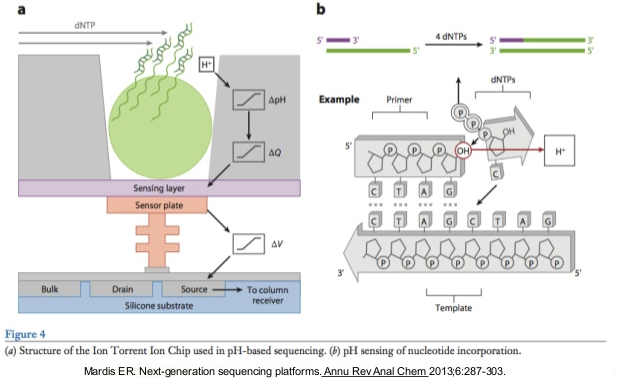 a
dNTP
H+
ΔpH
ΔQ
Sensing layer
Sensor plate
ΔV
Bulk
Drain
Source
To column
receiver
Silicone substrate
b
5'
3'
5'
4 dNTPs
5'
3'
3'
5'
dNTPs
Example
Primer
P
P
P
OH
5'
P
P
P
OH
H+
C
C
T
A
G
C
T
A
G
C
T
A
G
P
P
P
P
P
P
P
P
3'
5'
Template
Figure 4
(a) Structure of the Ion Torrent Ion Chip used in pH-based sequencing. (b) pH sensing of nucleotide incorporation.
Mardis ER. Next-generation sequencing platforms. Annu Rev Anal Chem 2013;6:287-303.